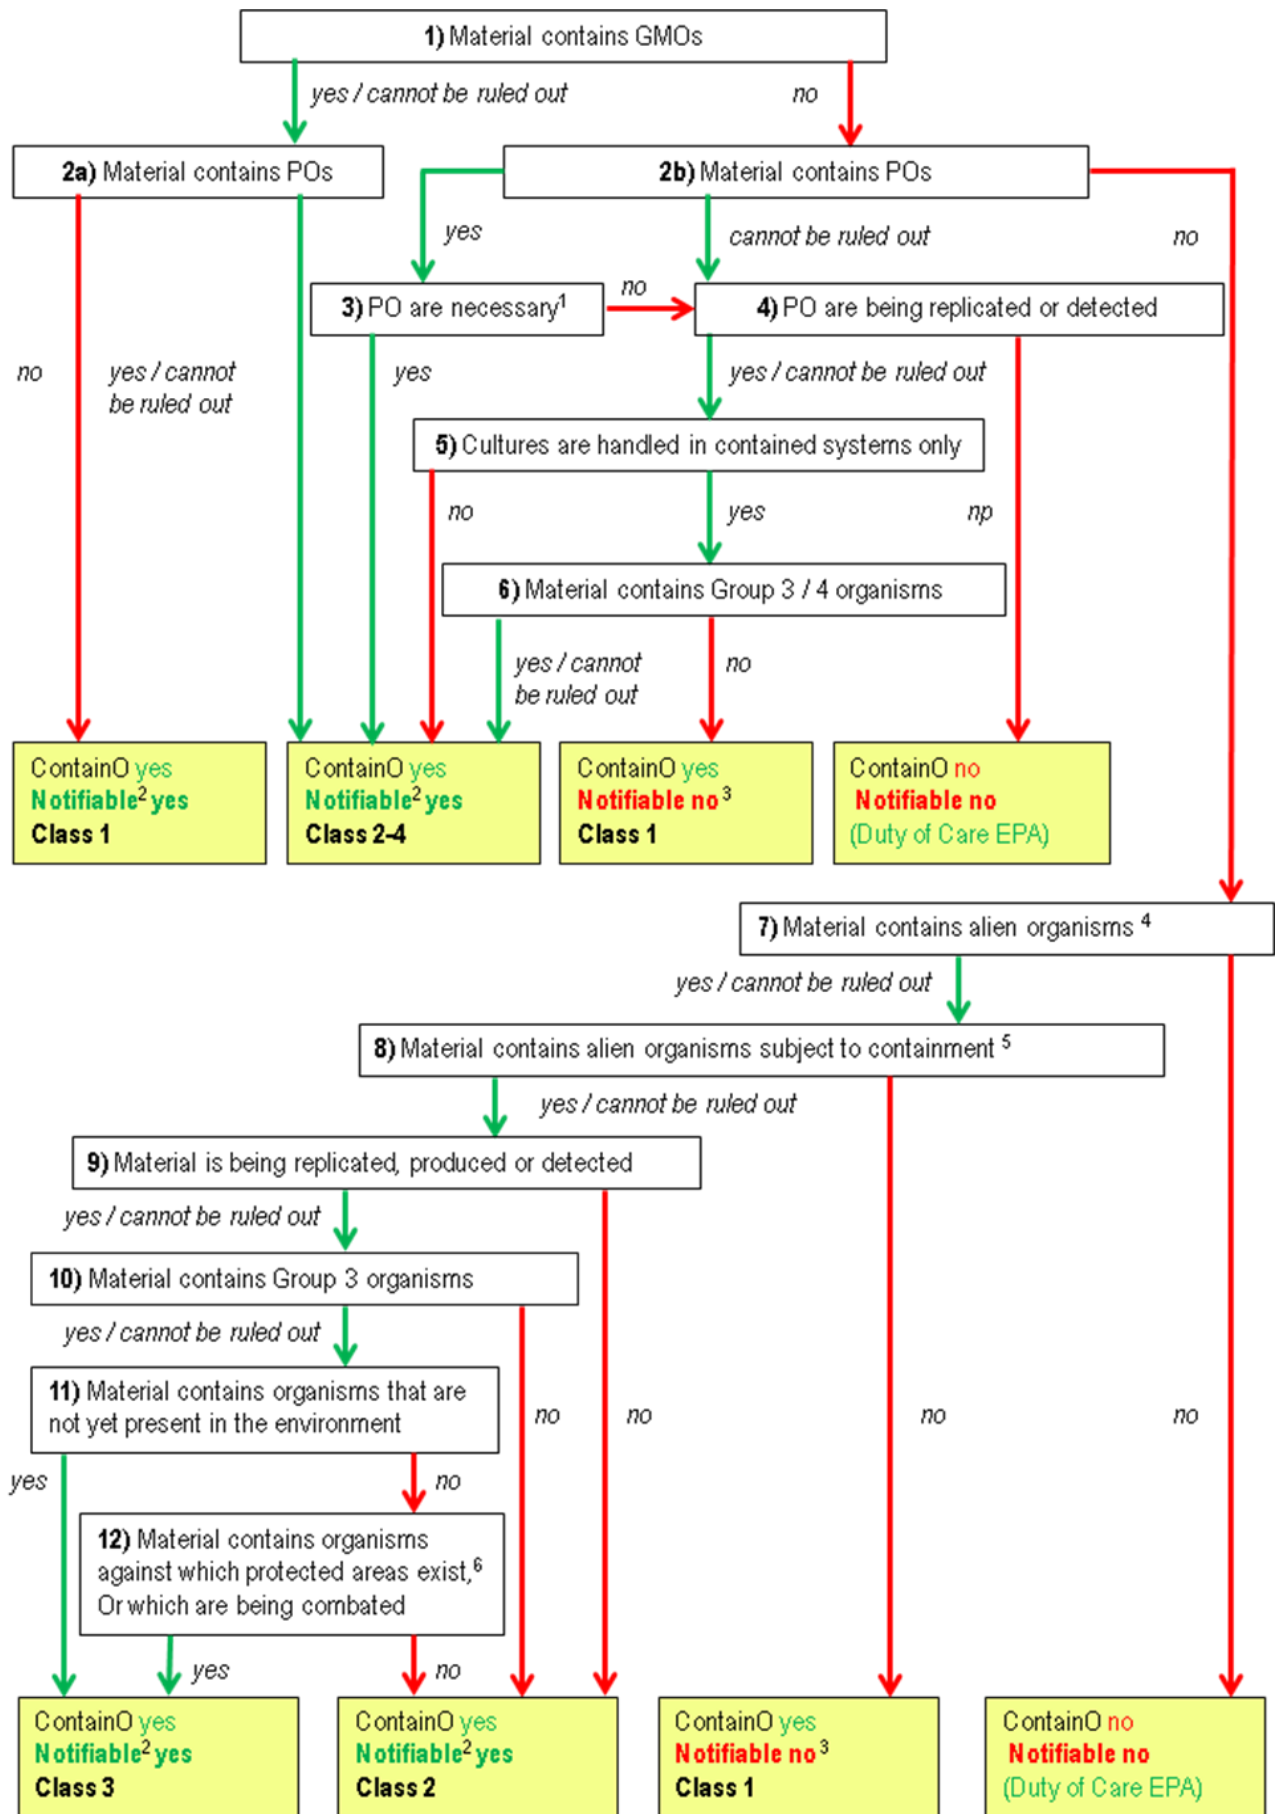 1) Material contains GMOs
yes / cannot be ruled out
no
2a) Material contains POs
2b) Material contains POs
yes
cannot be ruled out
no
3) PO are necessary¹
no
4) PO are being replicated or detected
no
yes / cannot
be ruled out
yes
yes / cannot be ruled out
5) Cultures are handled in contained systems only
no
yes
np
6) Material contains Group 3 / 4 organisms
yes / cannot
be ruled out
no
ContainO yes
Notifiable² yes
Class 1
ContainO yes
Notifiable² yes
Class 2-4
ContainO yes
Notifiable no³
Class 1
ContainO no
Notifiable no
(Duty of Care EPA)
7) Material contains alien organisms ⁴
yes / cannot be ruled out
8) Material contains alien organisms subject to containment ⁵
yes / cannot be ruled out
9) Material is being replicated, produced or detected
yes / cannot be ruled out
10) Material contains Group 3 organisms
yes / cannot be ruled out
11) Material contains organisms that are
not yet present in the environment
no
no
no
no
yes
no
12) Material contains organisms
against which protected areas exist,⁶
Or which are being combated
yes
no
ContainO yes
Notifiable² yes
Class 3
ContainO yes
Notifiable² yes
Class 2
ContainO yes
Notifiable no³
Class 1
ContainO no
Notifiable no
(Duty of Care EPA)